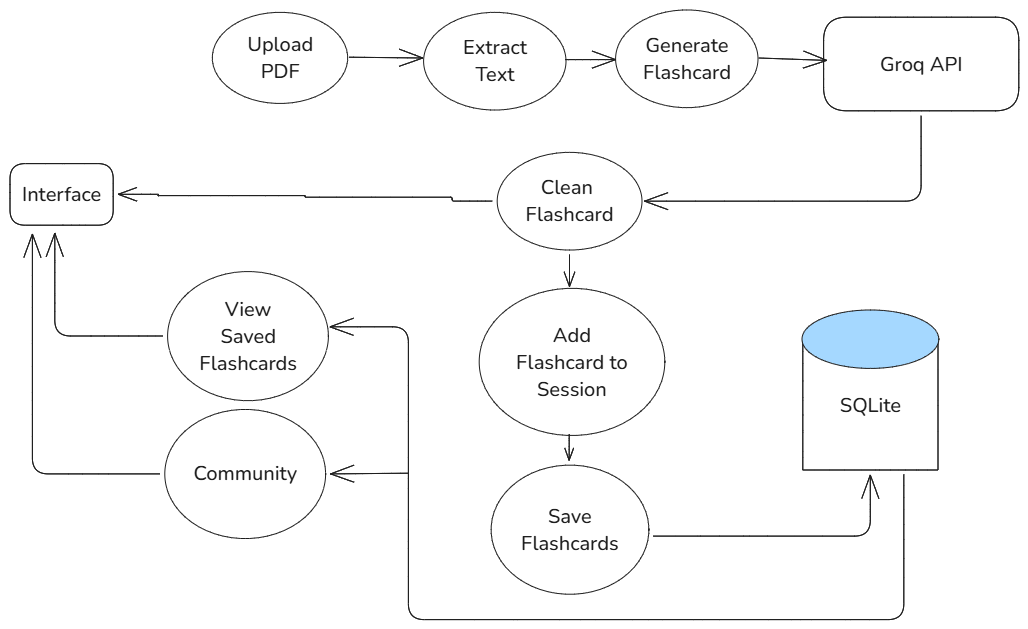 Upload
PDF
Extract
Text
Generate
Flashcard
Groq API
Interface
Clean
Flashcard
View
Saved
Flashcards
Add
Flashcard to
Session
SQLite
Community
Save
Flashcards